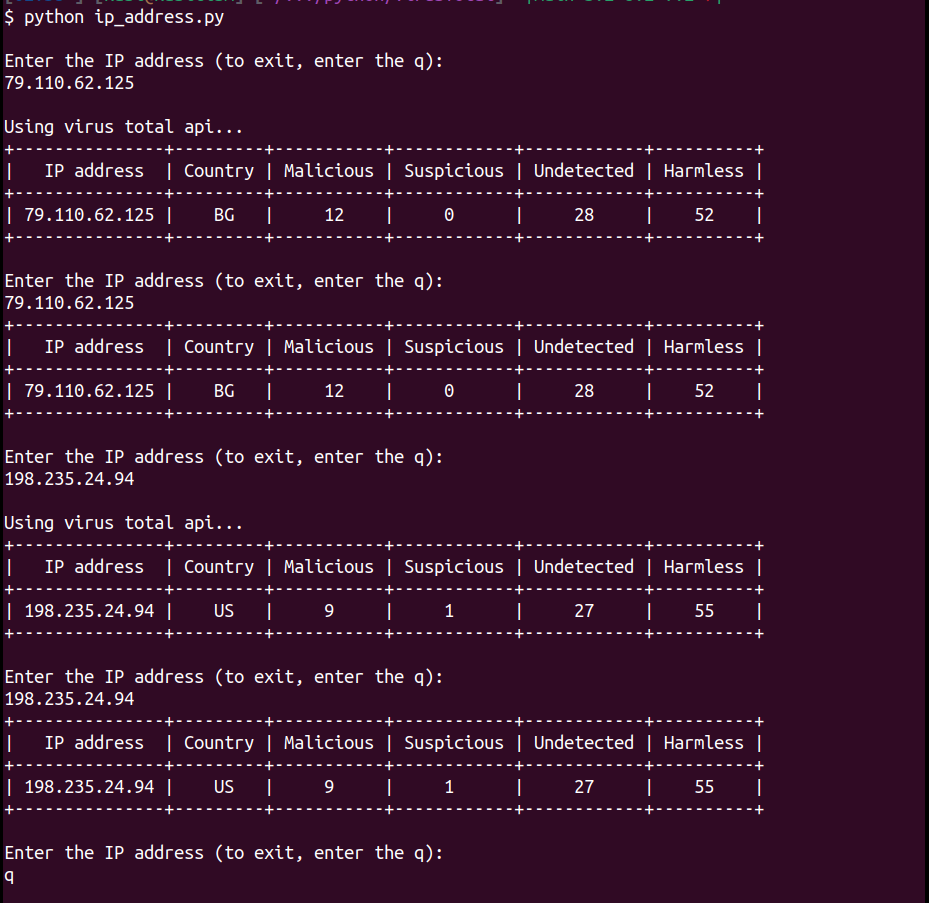 $ python ip_address.py
Enter the IP address (to exit, enter the q):
79.110.62.125
Using virus total api...
+---------------+---------+-----------+------------+------------+----------+
|   IP address  | Country | Malicious | Suspicious | Undetected | Harmless |
+---------------+---------+-----------+------------+------------+----------+
| 79.110.62.125 |    BG   |     12    |     0      |     28     |    52    |
+---------------+---------+-----------+------------+------------+----------+
Enter the IP address (to exit, enter the q):
79.110.62.125
+---------------+---------+-----------+------------+------------+----------+
|   IP address  | Country | Malicious | Suspicious | Undetected | Harmless |
+---------------+---------+-----------+------------+------------+----------+
| 79.110.62.125 |    BG   |     12    |     0      |     28     |    52    |
+---------------+---------+-----------+------------+------------+----------+
Enter the IP address (to exit, enter the q):
198.235.24.94
Using virus total api...
+---------------+---------+-----------+------------+------------+----------+
|   IP address  | Country | Malicious | Suspicious | Undetected | Harmless |
+---------------+---------+-----------+------------+------------+----------+
| 198.235.24.94 |    US   |     9     |     1      |     27     |    55    |
+---------------+---------+-----------+------------+------------+----------+
Enter the IP address (to exit, enter the q):
198.235.24.94
+---------------+---------+-----------+------------+------------+----------+
|   IP address  | Country | Malicious | Suspicious | Undetected | Harmless |
+---------------+---------+-----------+------------+------------+----------+
| 198.235.24.94 |    US   |     9     |     1      |     27     |    55    |
+---------------+---------+-----------+------------+------------+----------+
Enter the IP address (to exit, enter the q):
q